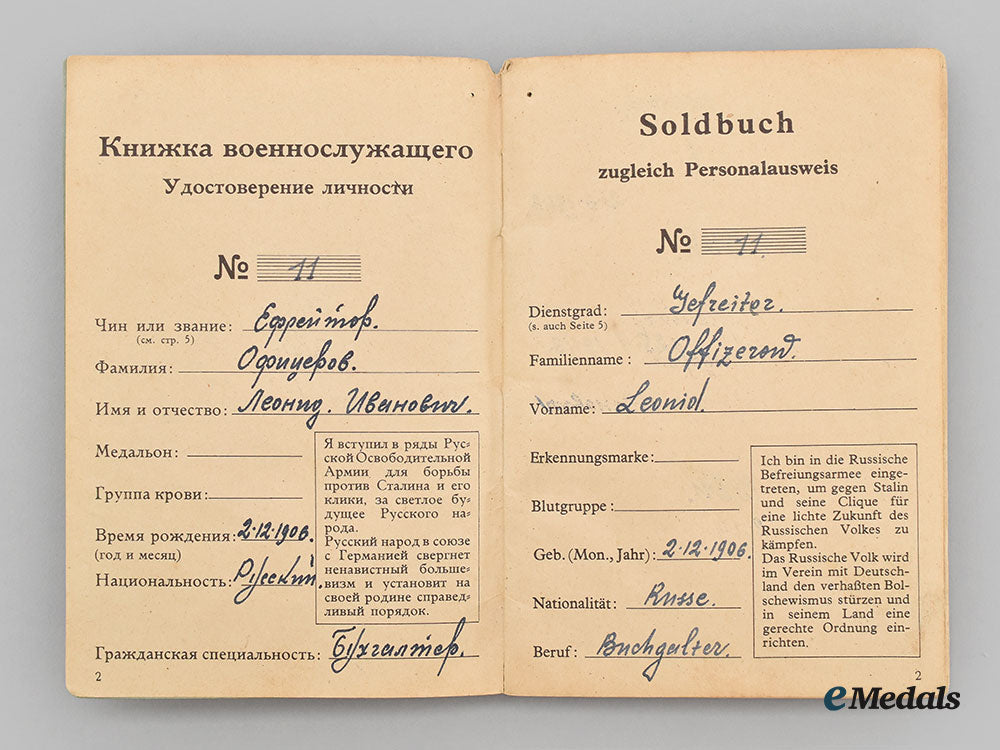 Книжка военнослужащего
Удостоверение личности
№ 11
Чин или звание: Ефрейтор.
(см. стр. 5)
Фамилия: Офицеров.
Имя и отчество: Леонид. Иванович.
Медальон:
Группа крови:
Время рождения: 2.12.1906.
(год и месяц)
Национальность: Русский.
Я вступил в ряды Рус-
ской Освободительной
Армии для борьбы
против Сталина и его
клики, за светлое бу-
дущее Русского на-
рода.
Русский народ в союзе
с Германией свергнет
ненавистный больше-
визм и установит на
своей родине справед-
ливый порядок.
Гражданская специальность: Бухгалтер.
2
Soldbuch
zugleich Personalausweis
№ 11
Dienstgrad: Gefreiter.
(s. auch Seite 5)
Familienname: Offizerow.
Vorname: Leonid.
Erkennungsmarke:
Blutgruppe:
Geb. (Mon., Jahr): 2.12.1906.
Nationalität: Russe.
Beruf: Buchgalter.
Ich bin in die Russische
Befreiungsarmee einge-
treten, um gegen Stalin
und seine Clique für
eine lichte Zukunft des
Russischen Volkes zu
kämpfen.
Das Russische Volk wird
im Verein mit Deutsch-
land den verhaßten Bol-
schewismus stürzen und
in seinem Land eine
gerechte Ordnung ein-
richten.
2
eMedals